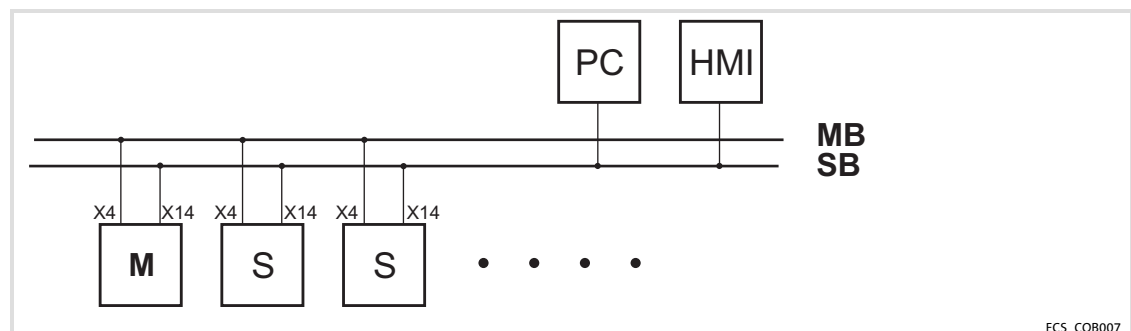 PC HMI
MB
SB
X4 X14 X4 X14 X4 X14
M S S
ECS_COB007